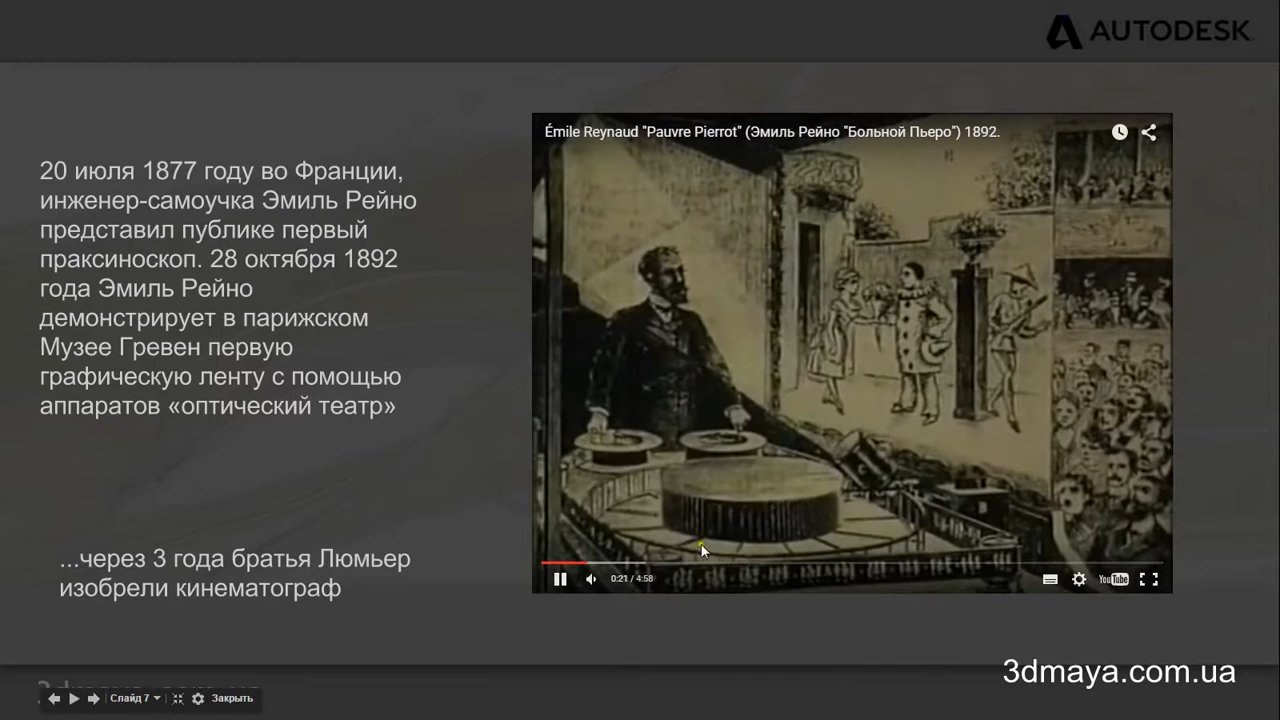 AUTODESK
Émile Reynaud "Pauvre Pierrot" (Эмиль Рейно "Больной Пьеро") 1892.
20 июля 1877 году во Франции,
инженер-самоучка Эмиль Рейно
представил публике первый
праксиноскоп. 28 октября 1892
года Эмиль Рейно
демонстрирует в парижском
Музее Гревен первую
графическую ленту с помощью
аппаратов «оптический театр»
...через 3 года братья Люмьер
изобрели кинематограф
0:21 / 4:58
YouTube
3dmaya.com.ua
Слайд 7
Закрыть